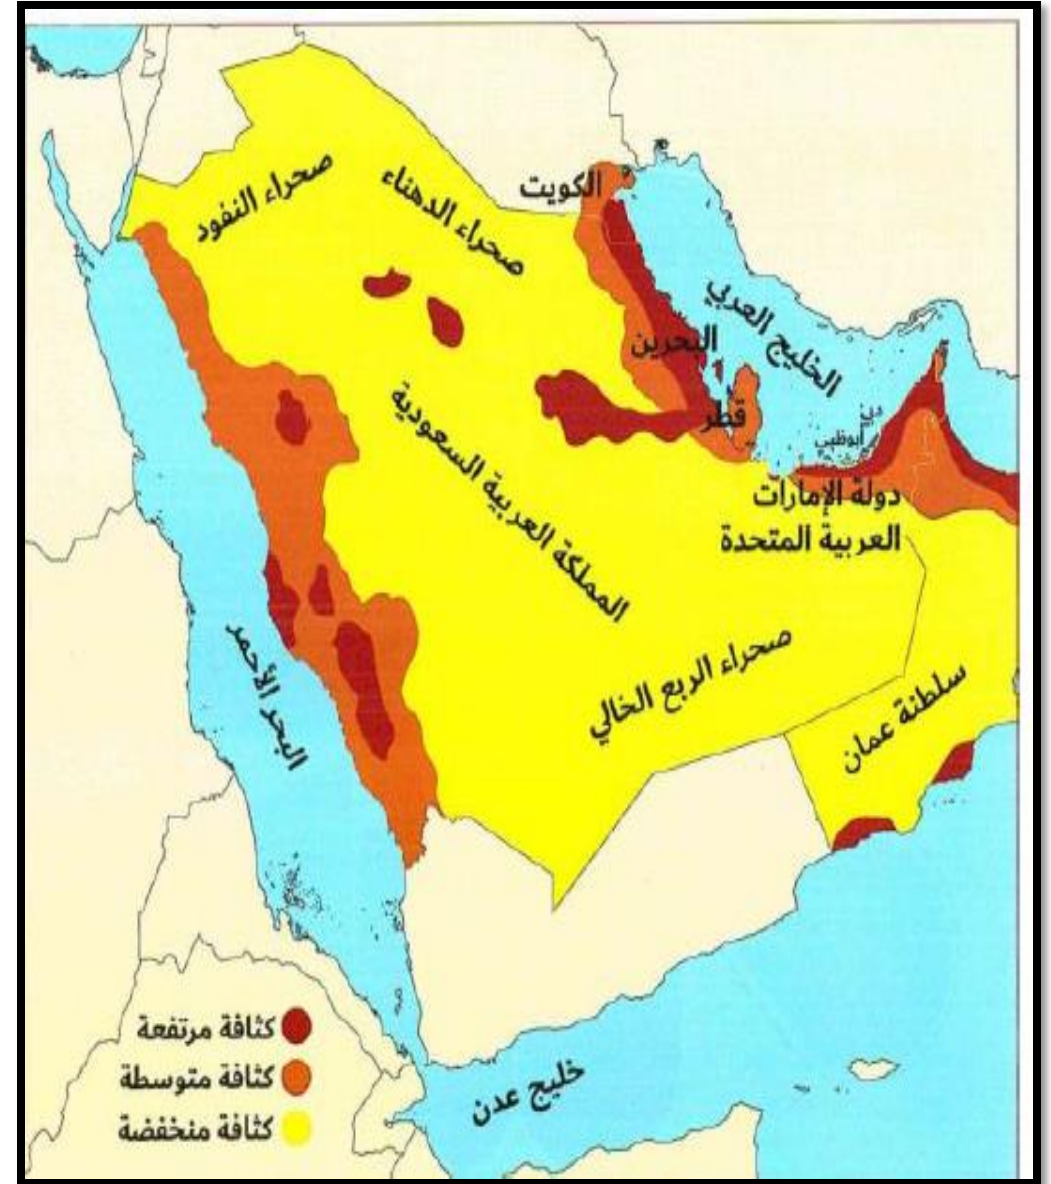 الكويت
صحراء النفود
صحراء الدهناء
الخليج العربي
البحرين
قطر
دبي
أبوظبي
دولة الإمارات
العربية المتحدة
المملكة العربية السعودية
صحراء الربع الخالي
سلطنة عمان
البحر الأحمر
خليج عدن
كثافة مرتفعة
كثافة متوسطة
كثافة منخفضة